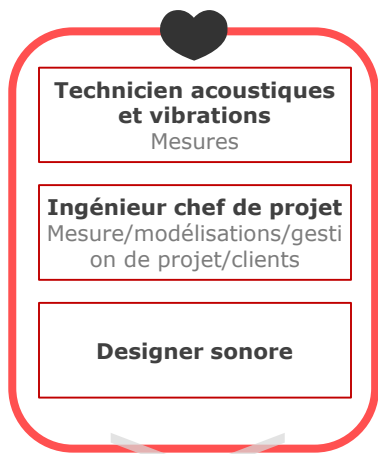 Technicien acoustiques
et vibrations
Mesures
Ingénieur chef de projet
Mesure/modélisations/gesti
on de projet/clients
Designer sonore